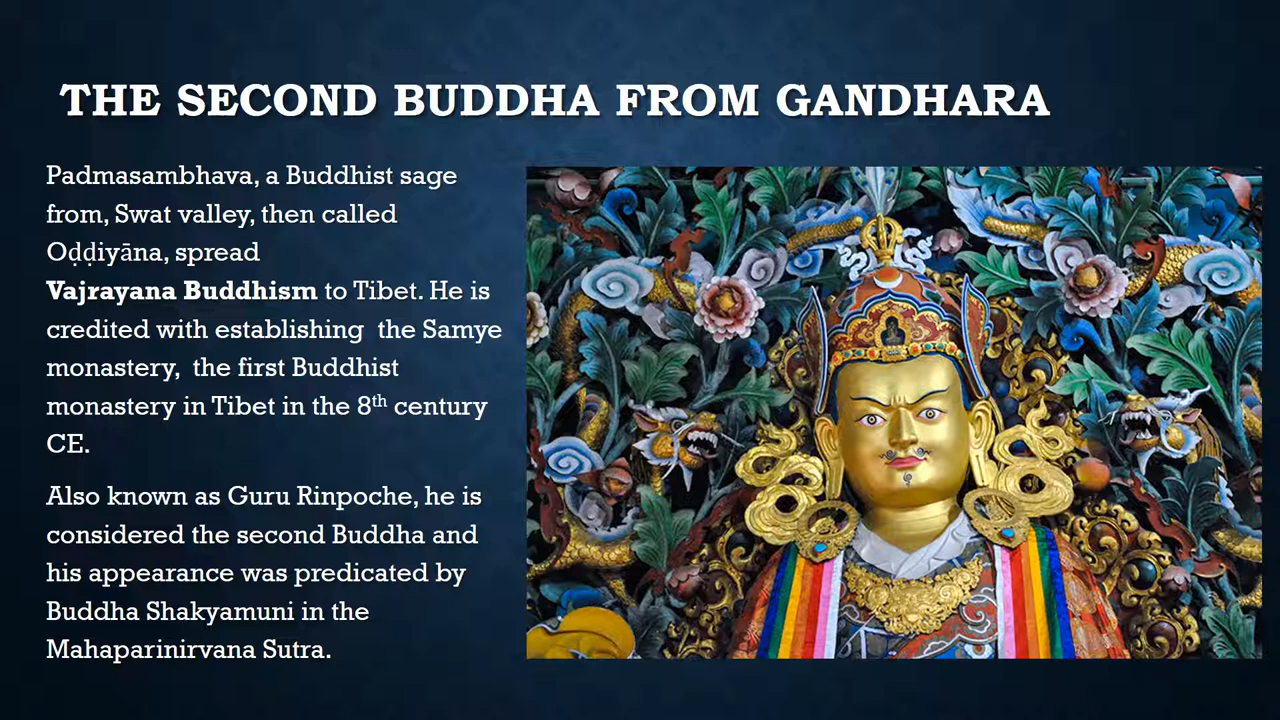 THE SECOND BUDDHA FROM GANDHARA
Padmasambhava, a Buddhist sage
from, Swat valley, then called
Oḍḍiyāna, spread
Vajrayana Buddhism to Tibet. He is
credited with establishing  the Samye
monastery,  the first Buddhist
monastery in Tibet in the 8th century
CE.
Also known as Guru Rinpoche, he is
considered the second Buddha and
his appearance was predicated by
Buddha Shakyamuni in the
Mahaparinirvana Sutra.